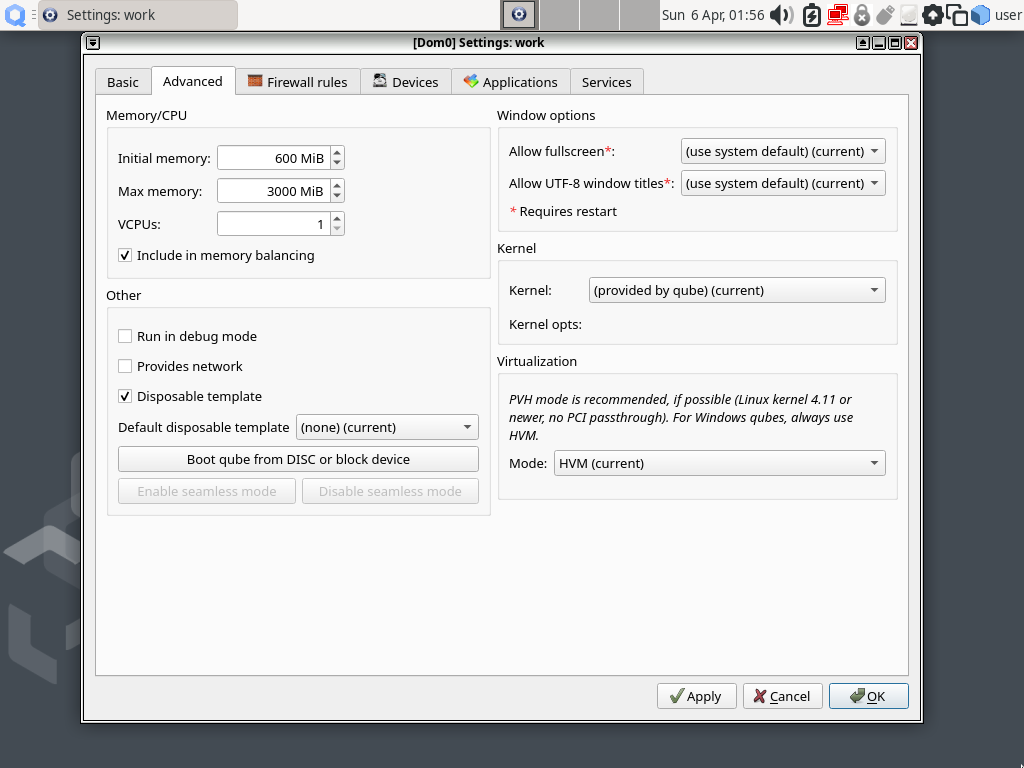 Settings: work
Sun 6 Apr, 01:56
user
[Dom0] Settings: work
Basic
Advanced
Firewall rules
Devices
Applications
Services
Memory/CPU
Initial memory: 600 MiB
Max memory: 3000 MiB
VCPUs: 1
Include in memory balancing
Other
Run in debug mode
Provides network
Disposable template
Default disposable template (none) (current)
Boot qube from DISC or block device
Enable seamless mode
Disable seamless mode
Window options
Allow fullscreen*: (use system default) (current)
Allow UTF-8 window titles*: (use system default) (current)
* Requires restart
Kernel
Kernel: (provided by qube) (current)
Kernel opts:
Virtualization
PVH mode is recommended, if possible (Linux kernel 4.11 or
newer, no PCI passthrough). For Windows qubes, always use
HVM.
Mode: HVM (current)
Apply
Cancel
OK